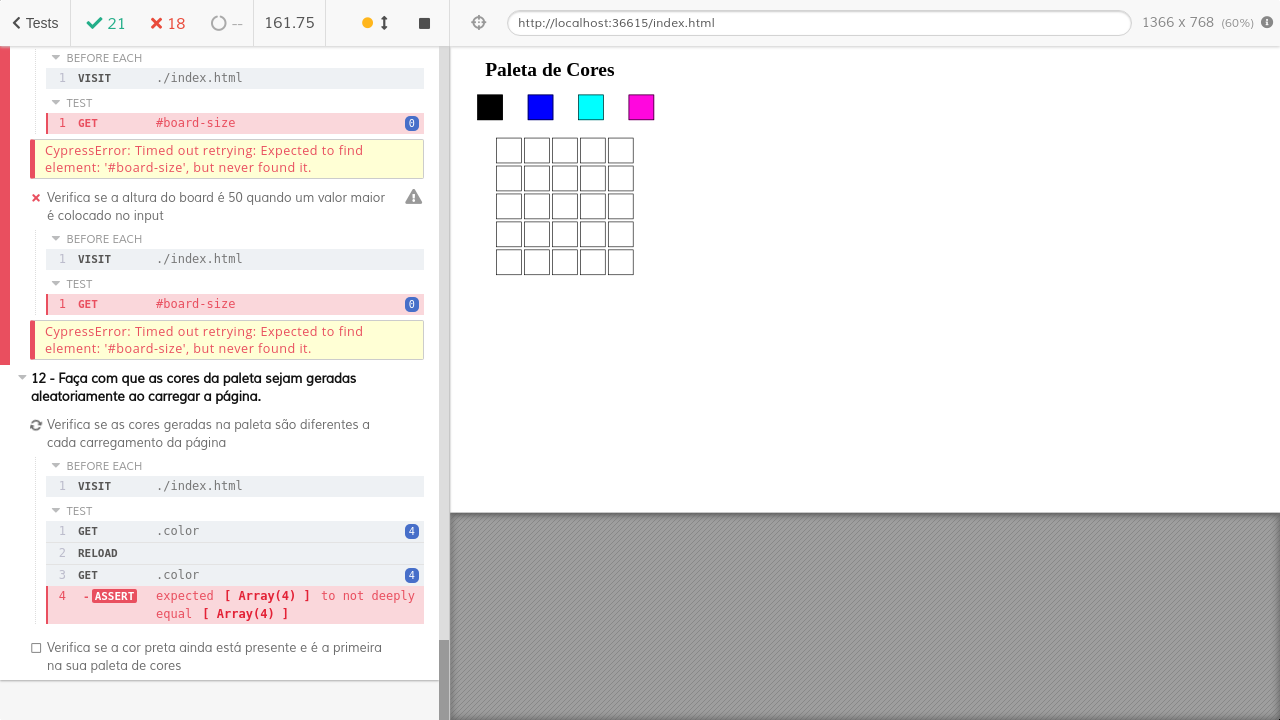 Tests
21
18
--
161.75
http://localhost:36615/index.html
1366 x 768 (60%)
BEFORE EACH
1 VISIT ./index.html
TEST
1 GET #board-size 0
CypressError: Timed out retrying: Expected to find
element: '#board-size', but never found it.
Verifica se a altura do board é 50 quando um valor maior
é colocado no input
BEFORE EACH
1 VISIT ./index.html
TEST
1 GET #board-size 0
CypressError: Timed out retrying: Expected to find
element: '#board-size', but never found it.
12 - Faça com que as cores da paleta sejam geradas
aleatoriamente ao carregar a página.
Verifica se as cores geradas na paleta são diferentes a
cada carregamento da página
BEFORE EACH
1 VISIT ./index.html
TEST
1 GET .color 4
2 RELOAD
3 GET .color 4
4 -ASSERT expected [ Array(4) ] to not deeply
equal [ Array(4) ]
Verifica se a cor preta ainda está presente e é a primeira
na sua paleta de cores
Paleta de Cores